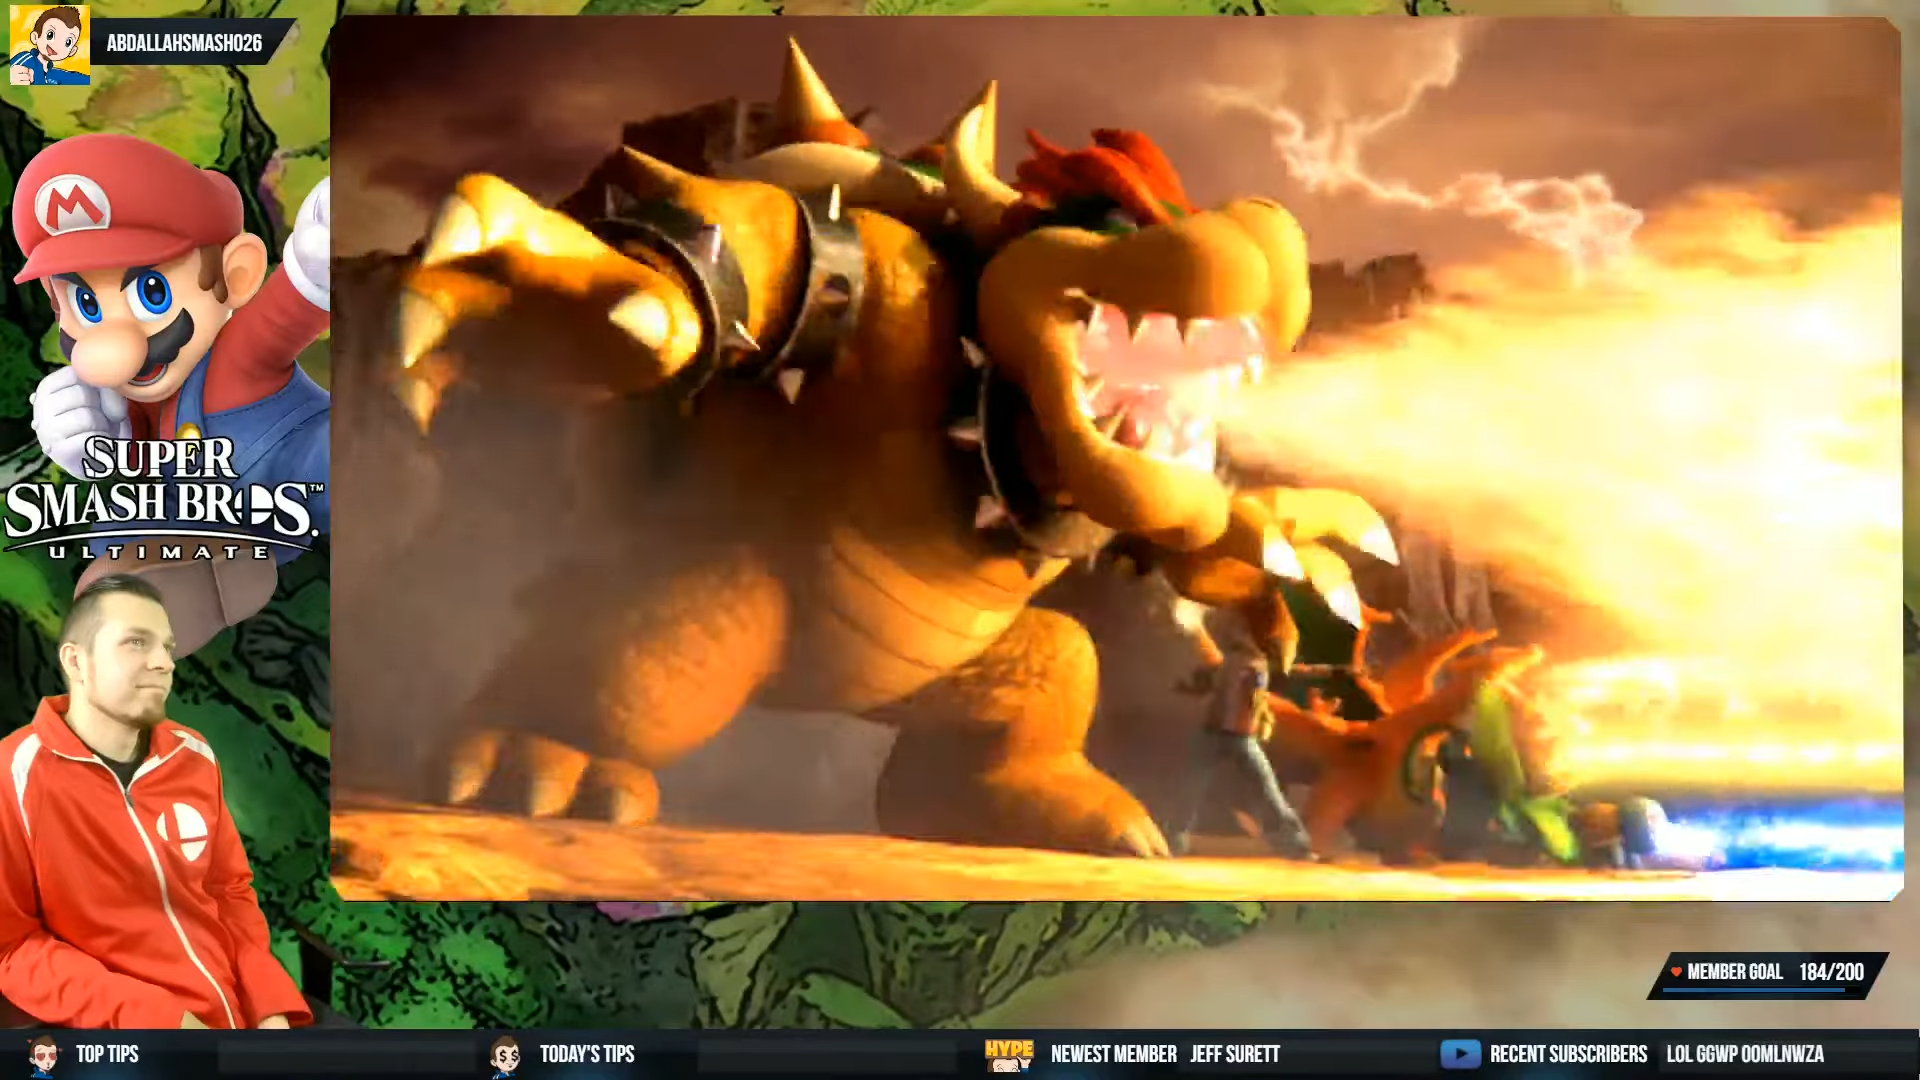 ABDALLAHSMASH026
M
SUPER
SMASH BROS.™
ULTIMATE
MEMBER GOAL 184/200
TOP TIPS
TODAY'S TIPS
HYPE
NEWEST MEMBER JEFF SURETT
RECENT SUBSCRIBERS LOL GGWP OOMLNWZA